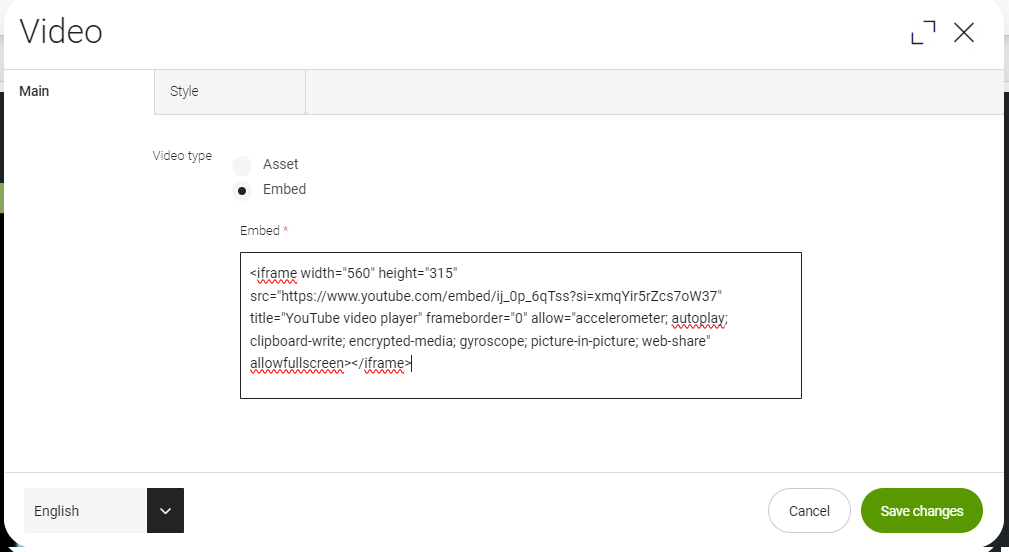 Video
Main
Style
Video type
Asset
Embed
Embed *
<iframe width="560" height="315"
src="https://www.youtube.com/embed/ij_0p_6qTss?si=xmqYir5rZcs7oW37"
title="YouTube video player" frameborder="0" allow="accelerometer; autoplay;
clipboard-write; encrypted-media; gyroscope; picture-in-picture; web-share"
allowfullscreen></iframe>
English
Cancel
Save changes